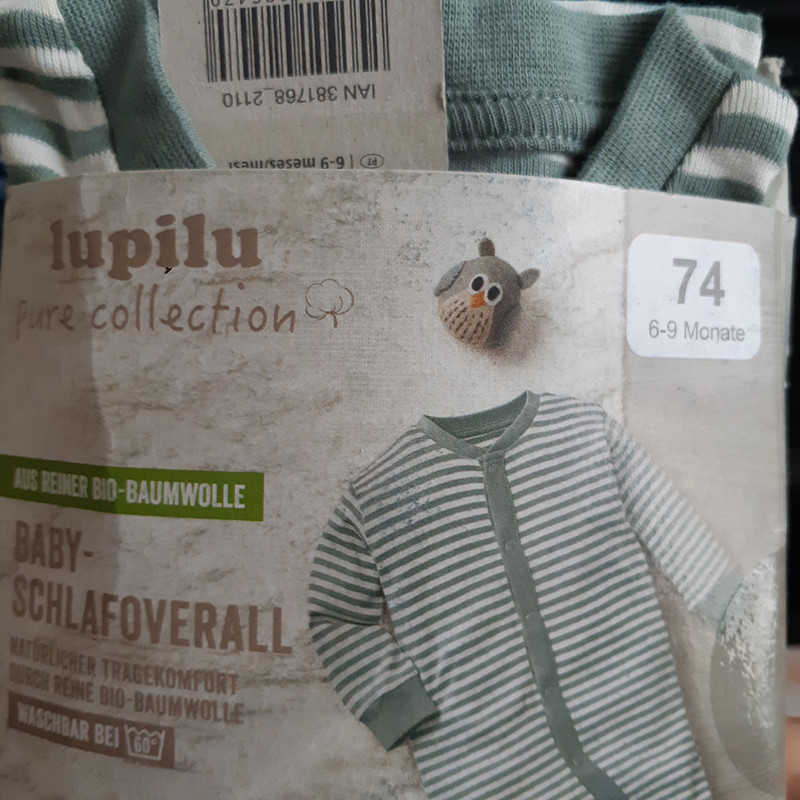 IAN 381768_2110
PT | 6-9 meses/mesi
lupilu
pure collection
74
6-9 Monate
AUS REINER BIO-BAUMWOLLE
BABY-
SCHLAFOVERALL
NATÜRLICHER TRAGEKOMFORT
DURCH REINE BIO-BAUMWOLLE
WASCHBAR BEI 60°